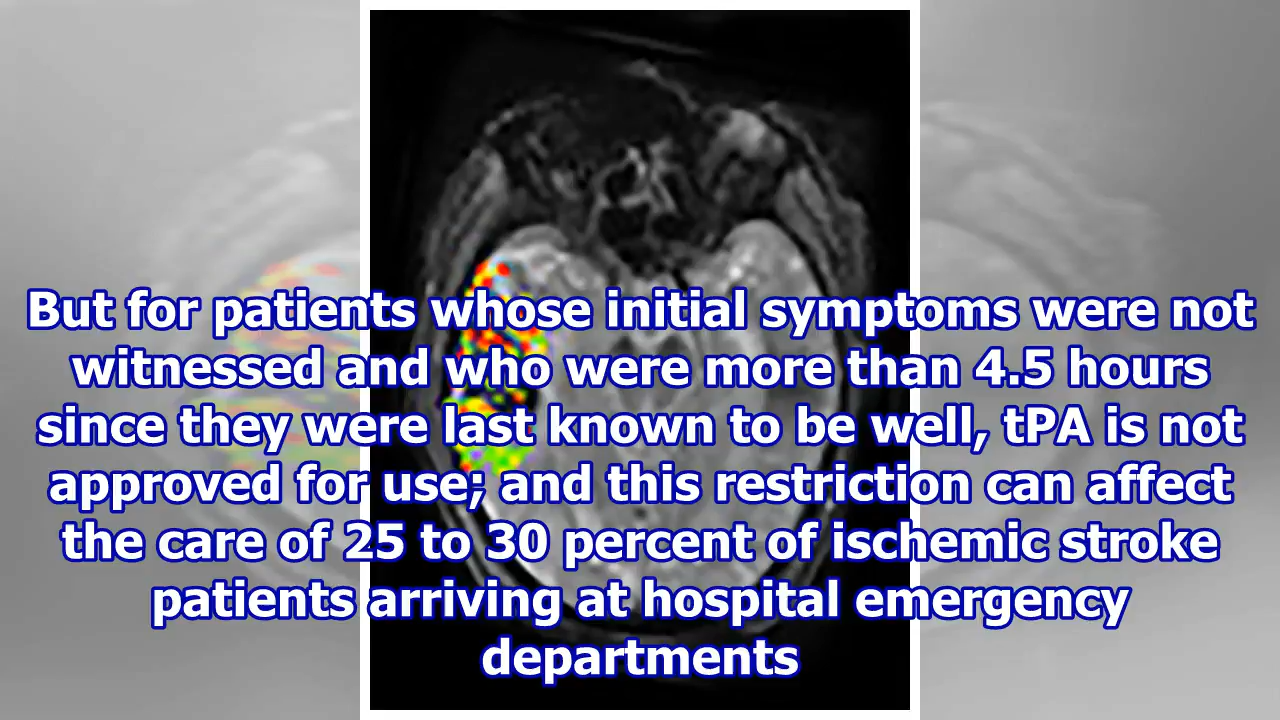 But for patients whose initial symptoms were not
witnessed and who were more than 4.5 hours
since they were last known to be well, tPA is not
approved for use; and this restriction can affect
the care of 25 to 30 percent of ischemic stroke
patients arriving at hospital emergency
departments